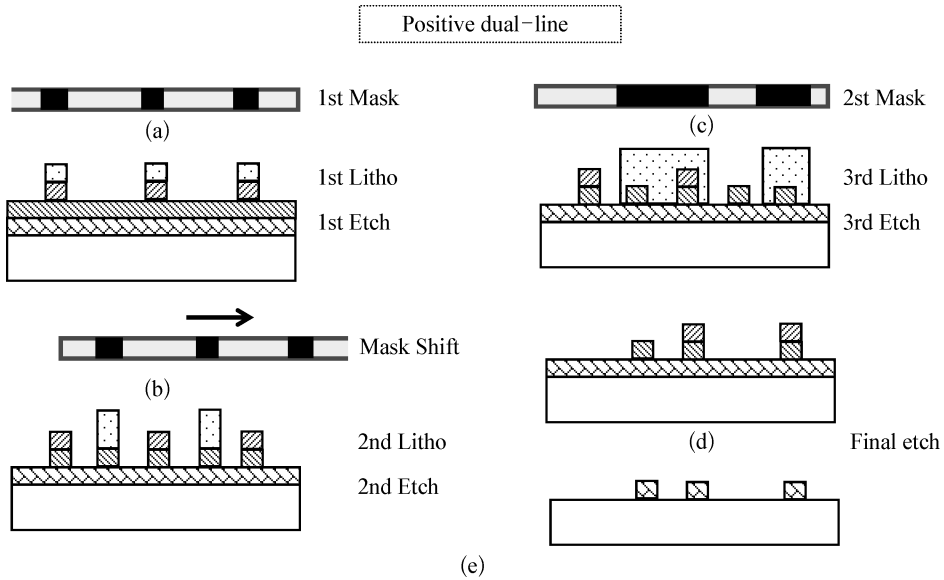 Positive dual-line
1st Mask
(a)
1st Litho
1st Etch
Mask Shift
(b)
2nd Litho
2nd Etch
2st Mask
(c)
3rd Litho
3rd Etch
(d)
Final etch
(e)